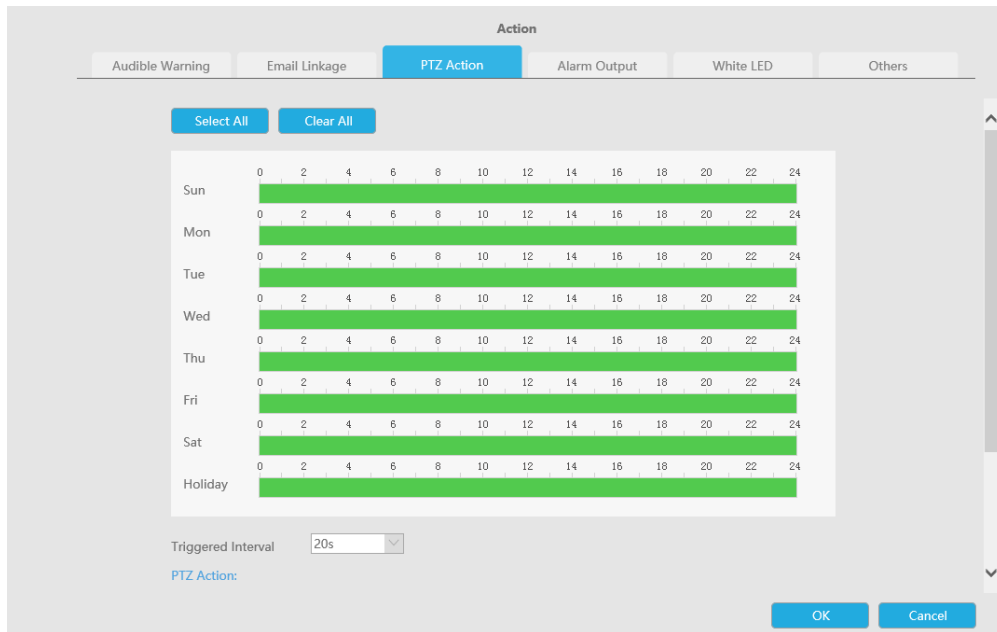 Action
Audible Warning Email Linkage PTZ Action Alarm Output White LED Others
Select All Clear All
0 2 4 6 8 10 12 14 16 18 20 22 24
Sun
0 2 4 6 8 10 12 14 16 18 20 22 24
Mon
0 2 4 6 8 10 12 14 16 18 20 22 24
Tue
0 2 4 6 8 10 12 14 16 18 20 22 24
Wed
0 2 4 6 8 10 12 14 16 18 20 22 24
Thu
0 2 4 6 8 10 12 14 16 18 20 22 24
Fri
0 2 4 6 8 10 12 14 16 18 20 22 24
Sat
0 2 4 6 8 10 12 14 16 18 20 22 24
Holiday
Triggered Interval 20s
PTZ Action:
OK Cancel